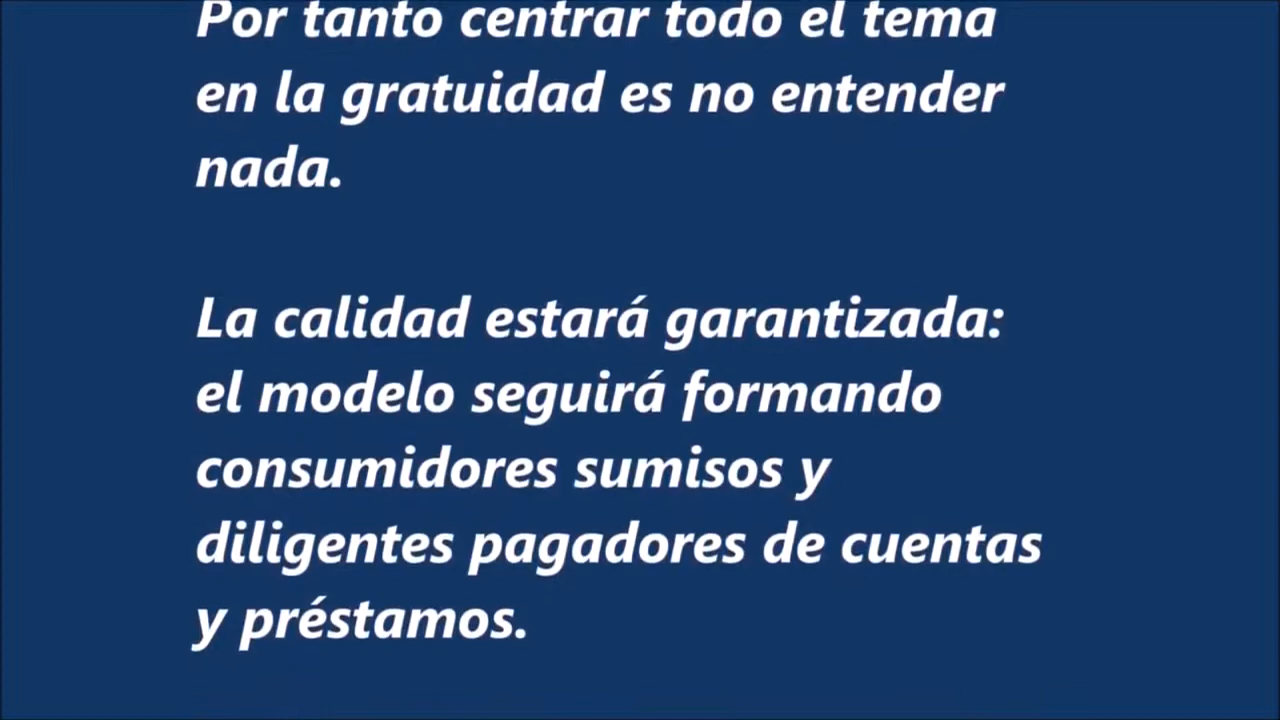 Por tanto centrar todo el tema
en la gratuidad es no entender
nada.
La calidad estará garantizada:
el modelo seguirá formando
consumidores sumisos y
diligentes pagadores de cuentas
y préstamos.